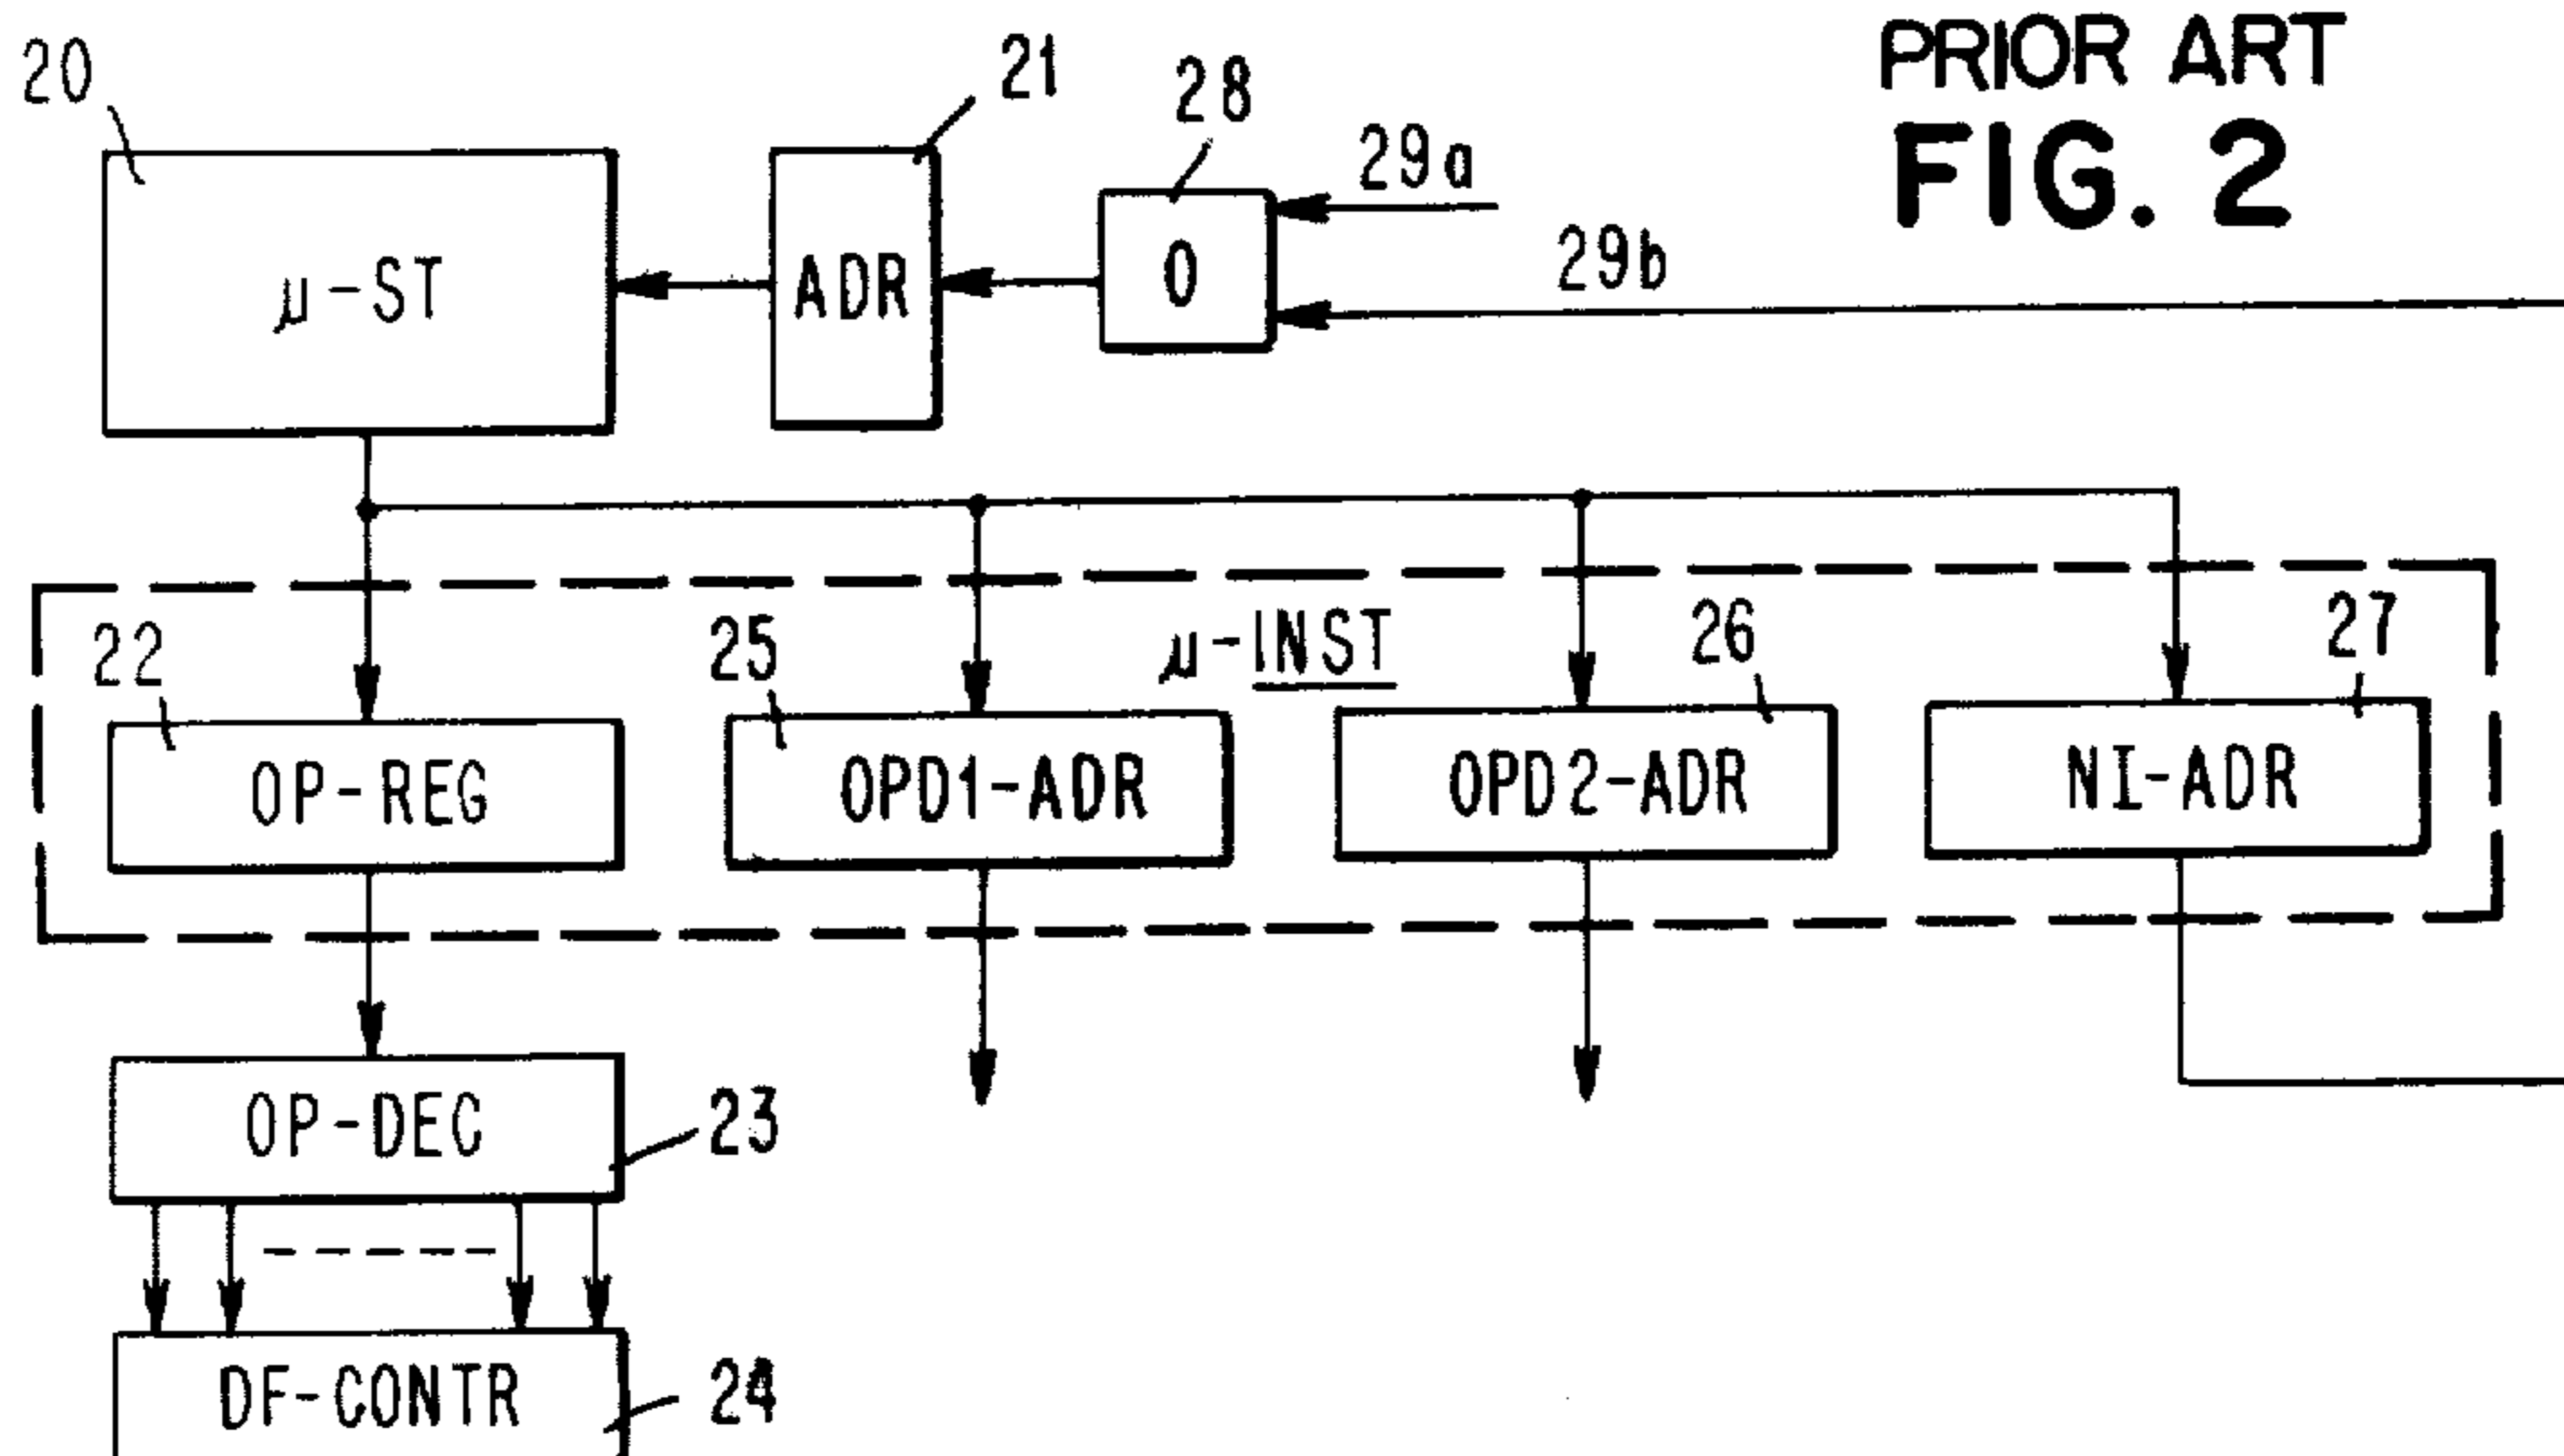 PRIOR ART
FIG. 2
20
21
28
29a
29b
μ-ST
ADR
O
22
25
μ-INST
26
27
OP-REG
OPD1-ADR
OPD2-ADR
NI-ADR
OP-DEC
23
DF-CONTR
24